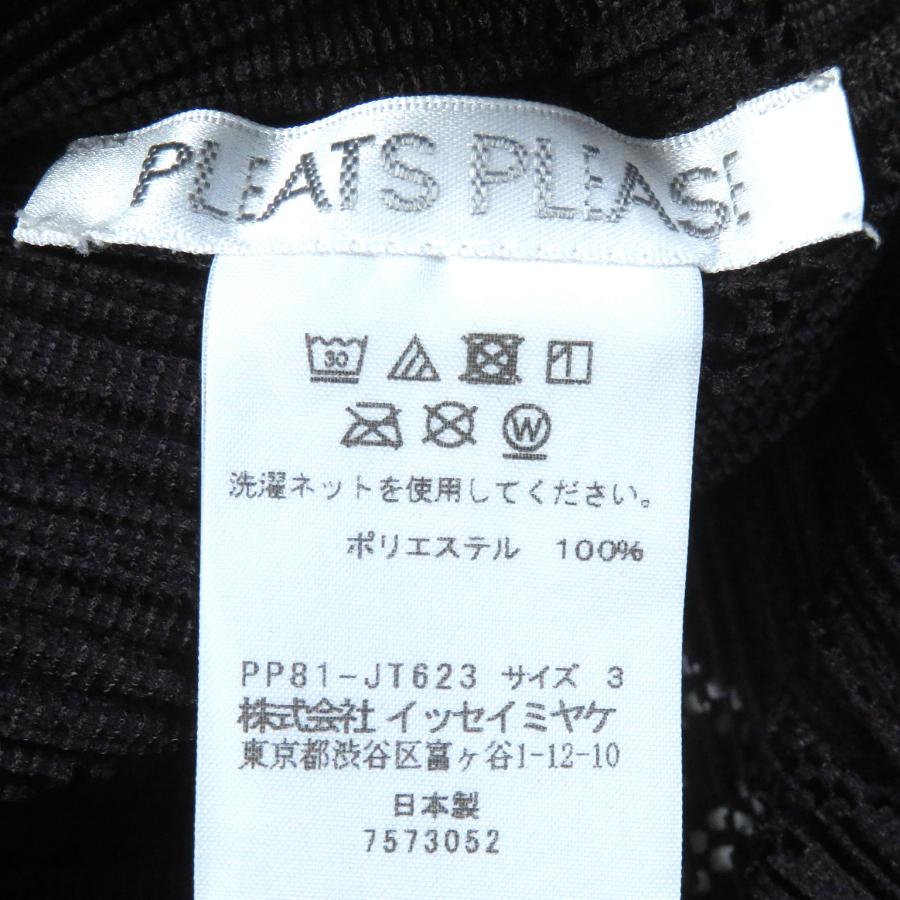 PLEATS PLEASE
30
W
洗濯ネットを使用してください。
ポリエステル 100%
PP81-JT623 サイズ 3
株式会社 イッセイミヤケ
東京都渋谷区富ヶ谷1-12-10
日本製
7573052